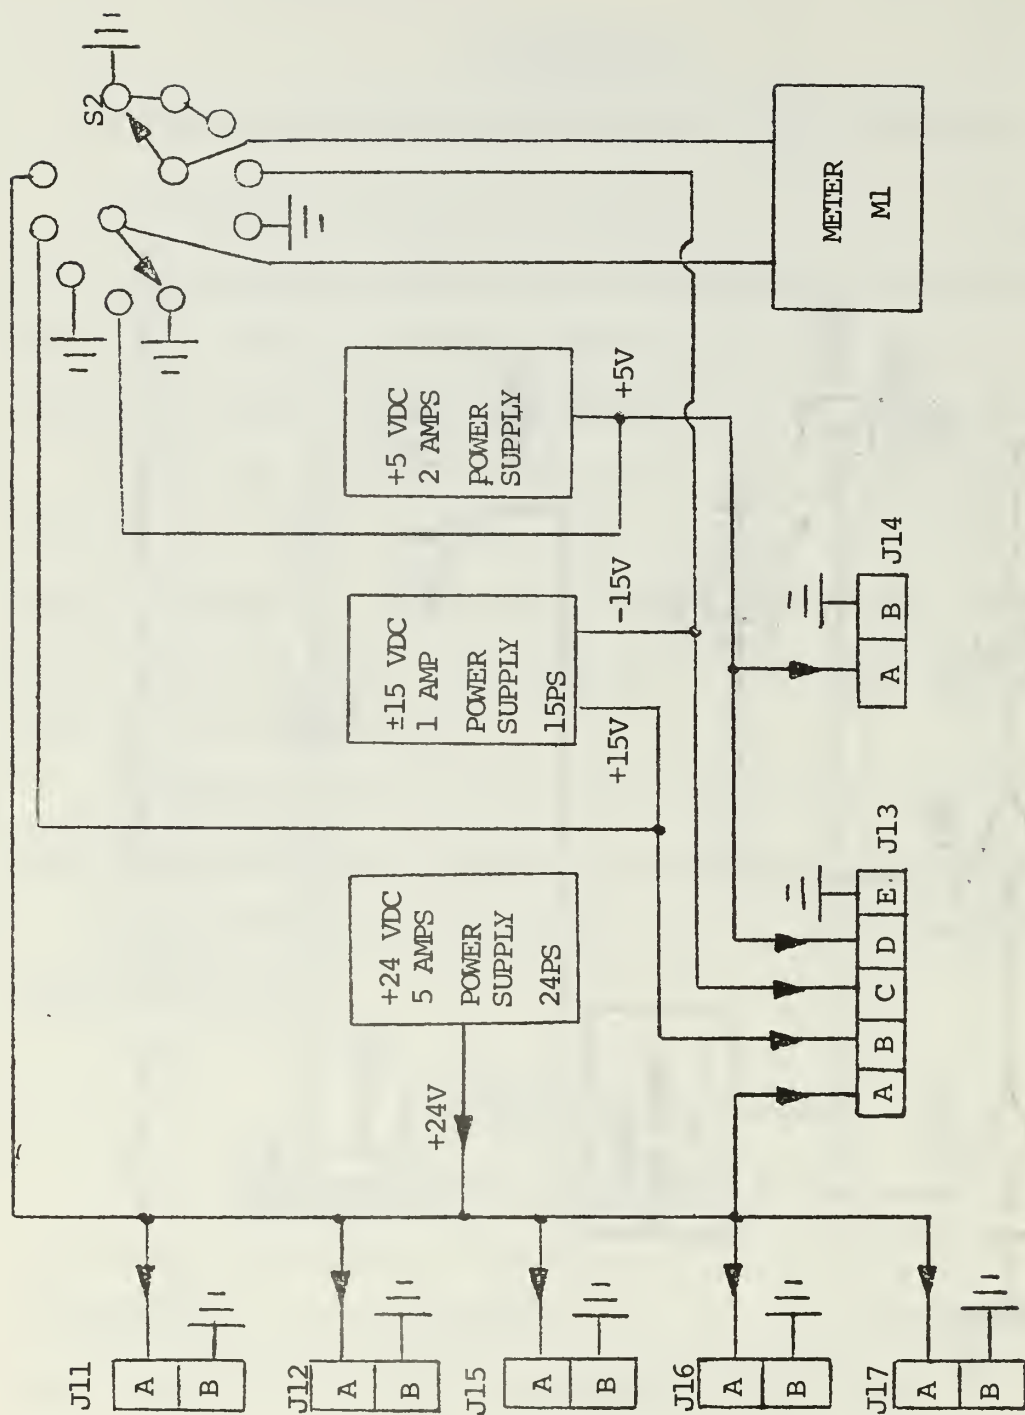 J11
A
B
J12
A
B
J15
A
B
J16
A
B
J17
A
B
+24V
+24 VDC
5 AMPS
POWER
SUPPLY
24PS
±15 VDC
1 AMP
POWER
SUPPLY
15PS
+15V
-15V
+5 VDC
2 AMPS
POWER
SUPPLY
+5V
S2
A
B
C
D
E
J13
A
B
J14
METER
M1